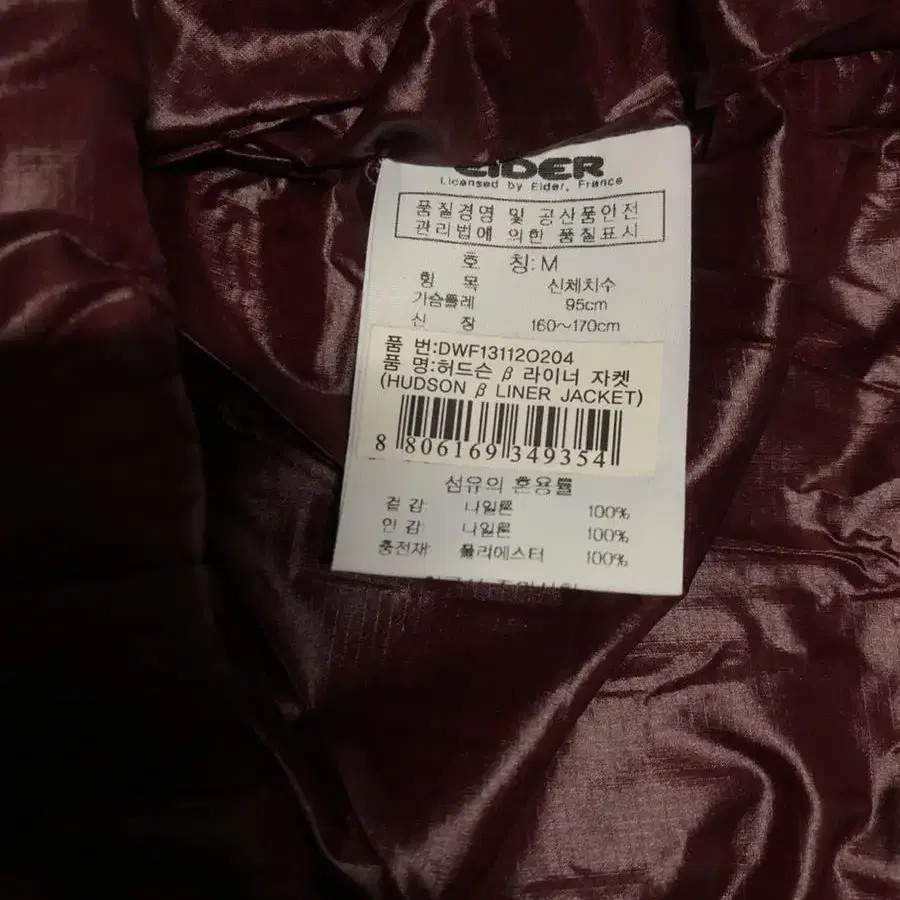 EIDER
Licensed by Eider, France
품질경영 및 공산품안전
관리법에 의한 품질표시
호 칭: M
항 목 신체치수
가슴둘레 95cm
신 장 160~170cm
품 번:DWF13112O204
품 명:허드슨 β 라이너 자켓
(HUDSON β LINER JACKET)
8 806169 349354
섬유의 혼용률
겉감: 나일론 100%
안감: 나일론 100%
충전재: 폴리에스터 100%